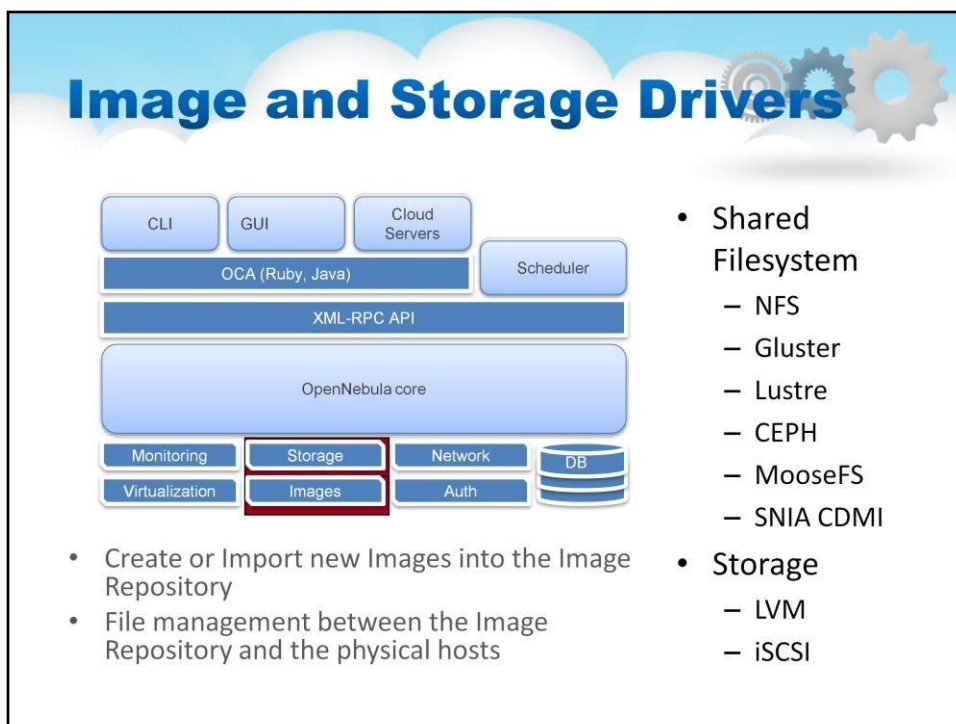 Image and Storage Drivers
CLI
GUI
Cloud
Servers
OCA (Ruby, Java)
Scheduler
XML-RPC API
OpenNebula core
Monitoring
Storage
Network
DB
Virtualization
Images
Auth
• Create or Import new Images into the Image
Repository
• File management between the Image
Repository and the physical hosts
• Shared
Filesystem
– NFS
– Gluster
– Lustre
– CEPH
– MooseFS
– SNIA CDMI
• Storage
– LVM
– iSCSI